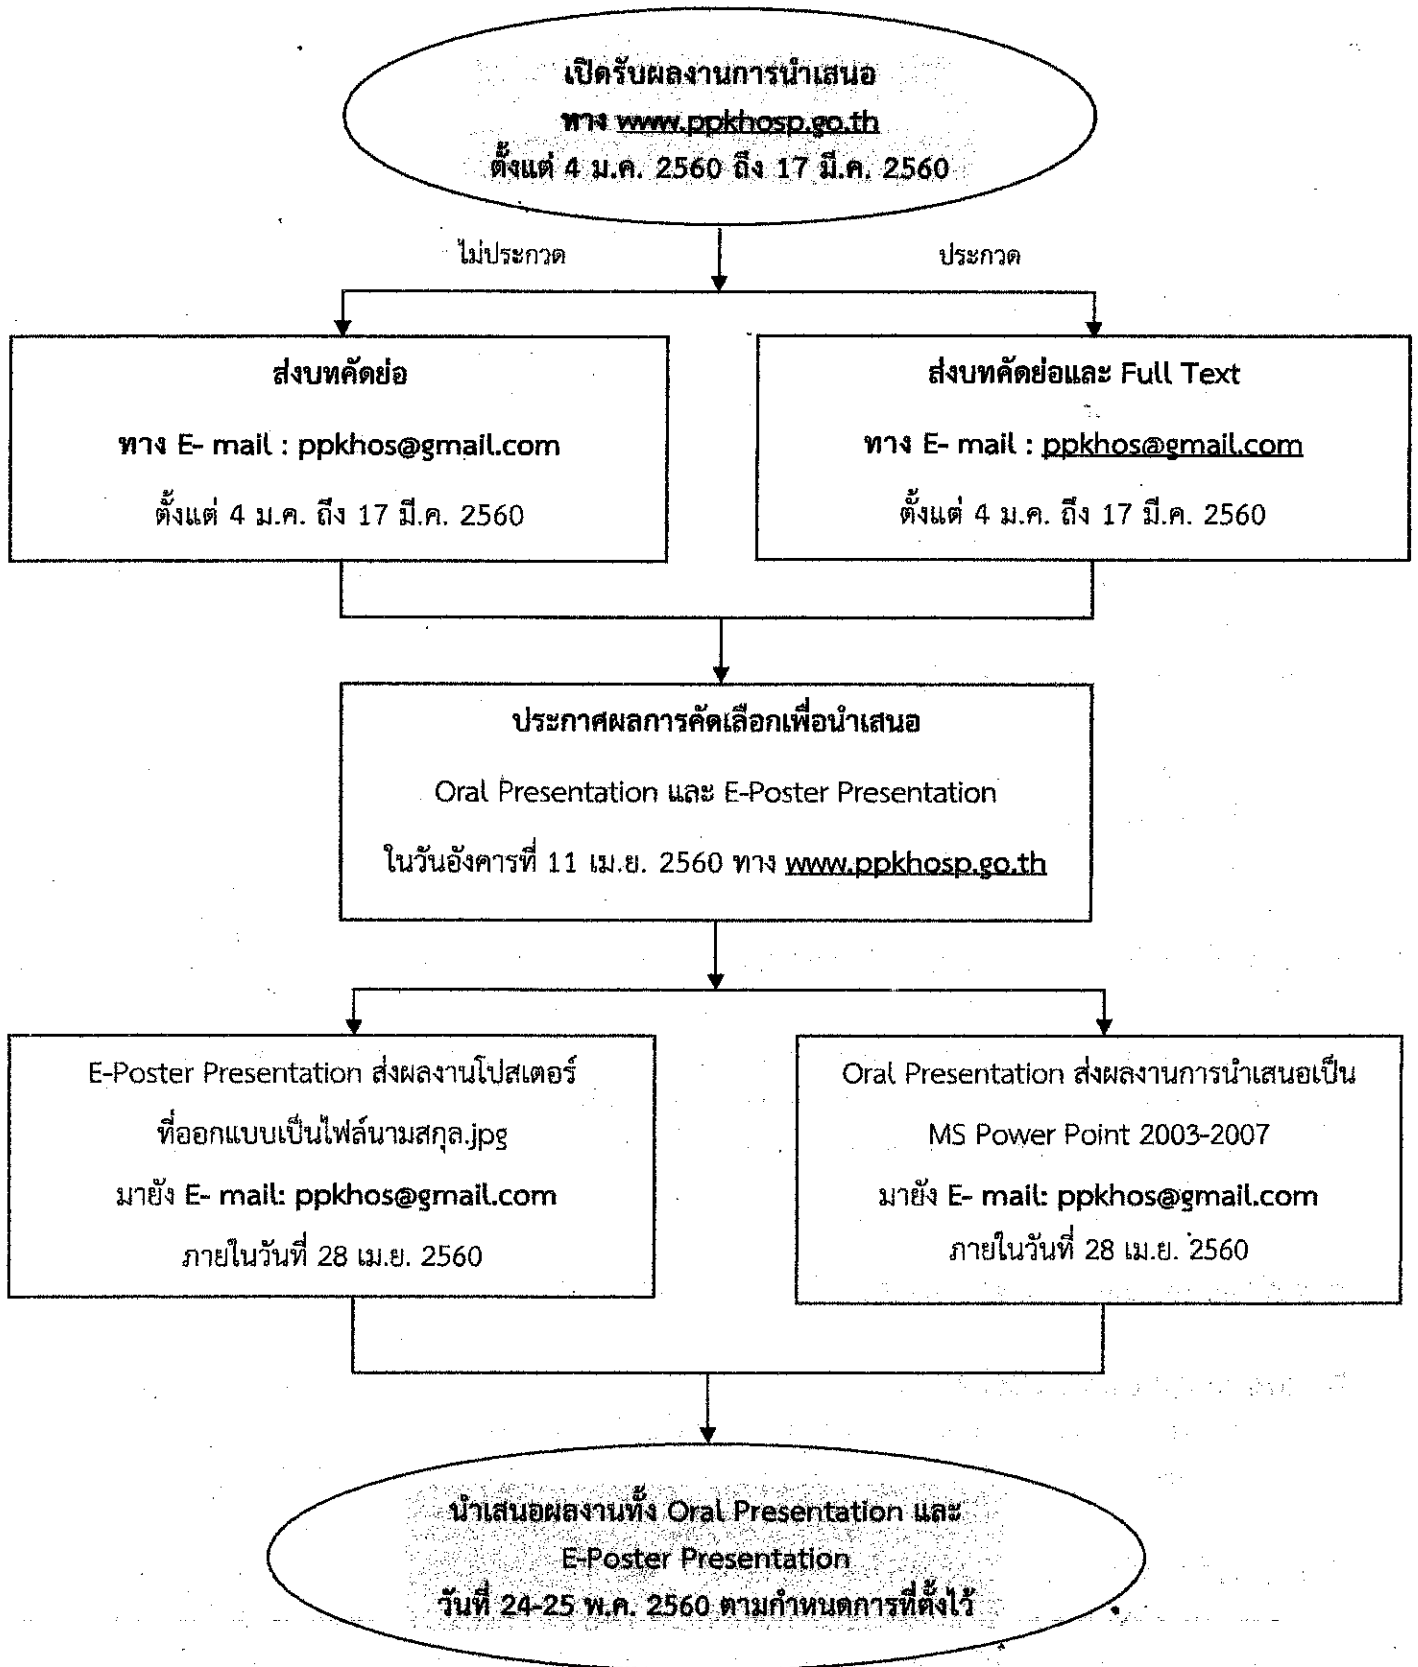 เปิดรับผลงานการนำเสนอ
ทาง www.ppkhosp.go.th
ตั้งแต่ 4 ม.ค. 2560 ถึง 17 มี.ค. 2560
ไม่ประกวด
ประกวด
ส่งบทคัดย่อ
ทาง E- mail : ppkhos@gmail.com
ตั้งแต่ 4 ม.ค. ถึง 17 มี.ค. 2560
ส่งบทคัดย่อและ Full Text
ทาง E- mail : ppkhos@gmail.com
ตั้งแต่ 4 ม.ค. ถึง 17 มี.ค. 2560
ประกาศผลการคัดเลือกเพื่อนำเสนอ
Oral Presentation และ E-Poster Presentation
ในวันอังคารที่ 11 เม.ย. 2560 ทาง www.ppkhosp.go.th
E-Poster Presentation ส่งผลงานโปสเตอร์
ที่ออกแบบเป็นไฟล์นามสกุล.jpg
มายัง E- mail: ppkhos@gmail.com
ภายในวันที่ 28 เม.ย. 2560
Oral Presentation ส่งผลงานการนำเสนอเป็น
MS Power Point 2003-2007
มายัง E- mail: ppkhos@gmail.com
ภายในวันที่ 28 เม.ย. 2560
นำเสนอผลงานทั้ง Oral Presentation และ
E-Poster Presentation
วันที่ 24-25 พ.ค. 2560 ตามกำหนดการที่ตั้งไว้